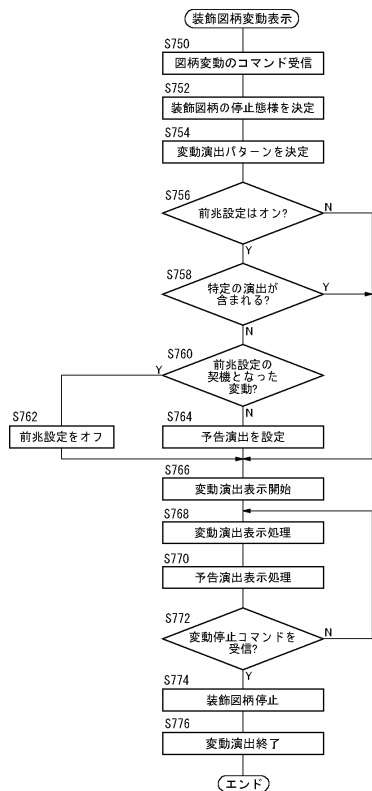 装飾図柄変動表示
S750
図柄変動のコマンド受信
S752
装飾図柄の停止態様を決定
S754
変動演出パターンを決定
S756
前兆設定はオン?
N
Y
S758
特定の演出が
含まれる?
Y
N
S760
前兆設定の
契機となった
変動?
Y
N
S762
前兆設定をオフ
S764
予告演出を設定
S766
変動演出表示開始
S768
変動演出表示処理
S770
予告演出表示処理
S772
変動停止コマンドを
受信?
N
Y
S774
装飾図柄停止
S776
変動演出終了
エンド